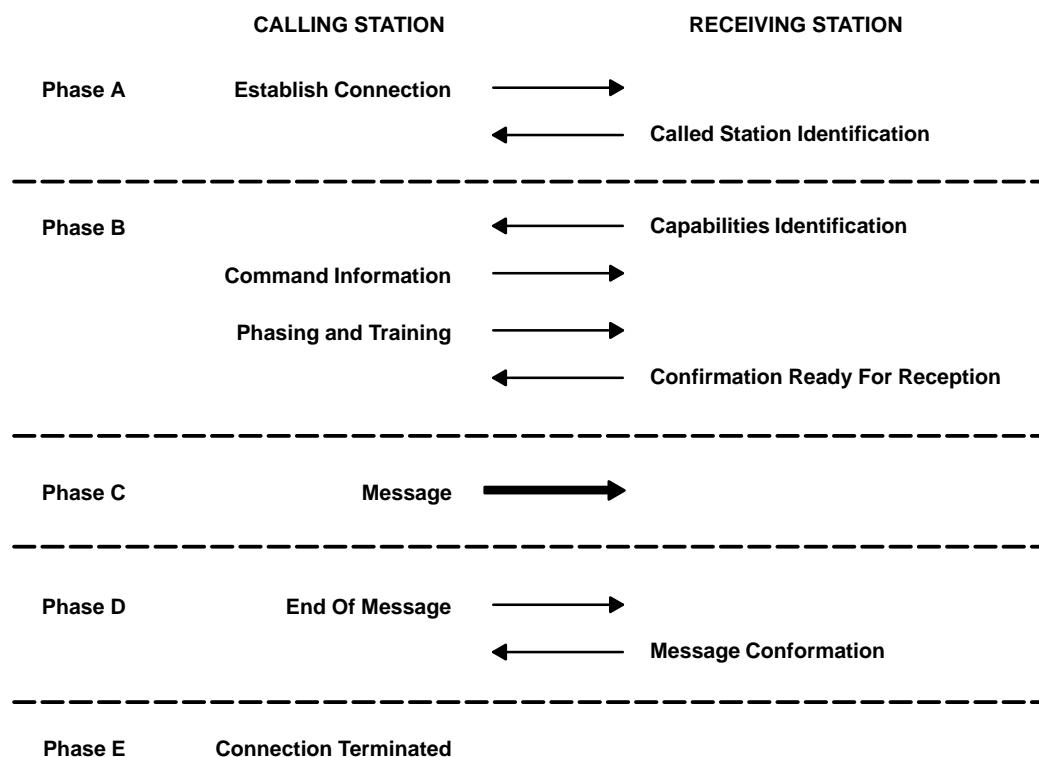 CALLING STATION RECEIVING STATION
Phase A Establish Connection
Called Station Identification
Phase B Capabilities Identification
Command Information
Phasing and Training
Confirmation Ready For Reception
Phase C Message
Phase D End Of Message
Message Conformation
Phase E Connection Terminated